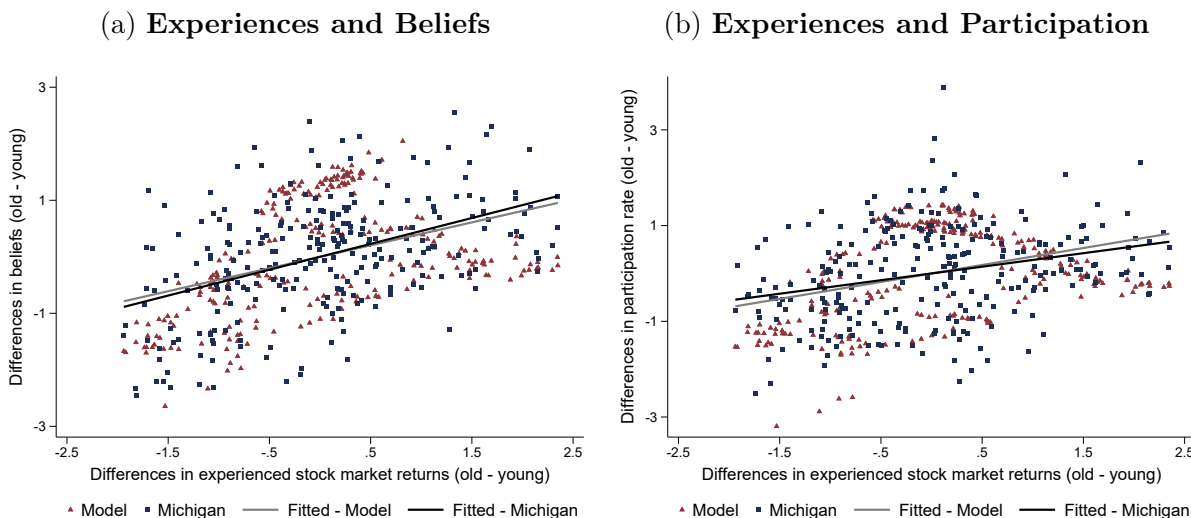 (a) Experiences and Beliefs
3
1
-1
-3
Differences in beliefs (old - young)
-2.5 -1.5 -.5 .5 1.5 2.5
Differences in experienced stock market returns (old - young)
Model Michigan Fitted - Model Fitted - Michigan
(b) Experiences and Participation
3
1
-1
-3
Differences in participation rate (old - young)
-2.5 -1.5 -.5 .5 1.5 2.5
Differences in experienced stock market returns (old - young)
Model Michigan Fitted - Model Fitted - Michigan